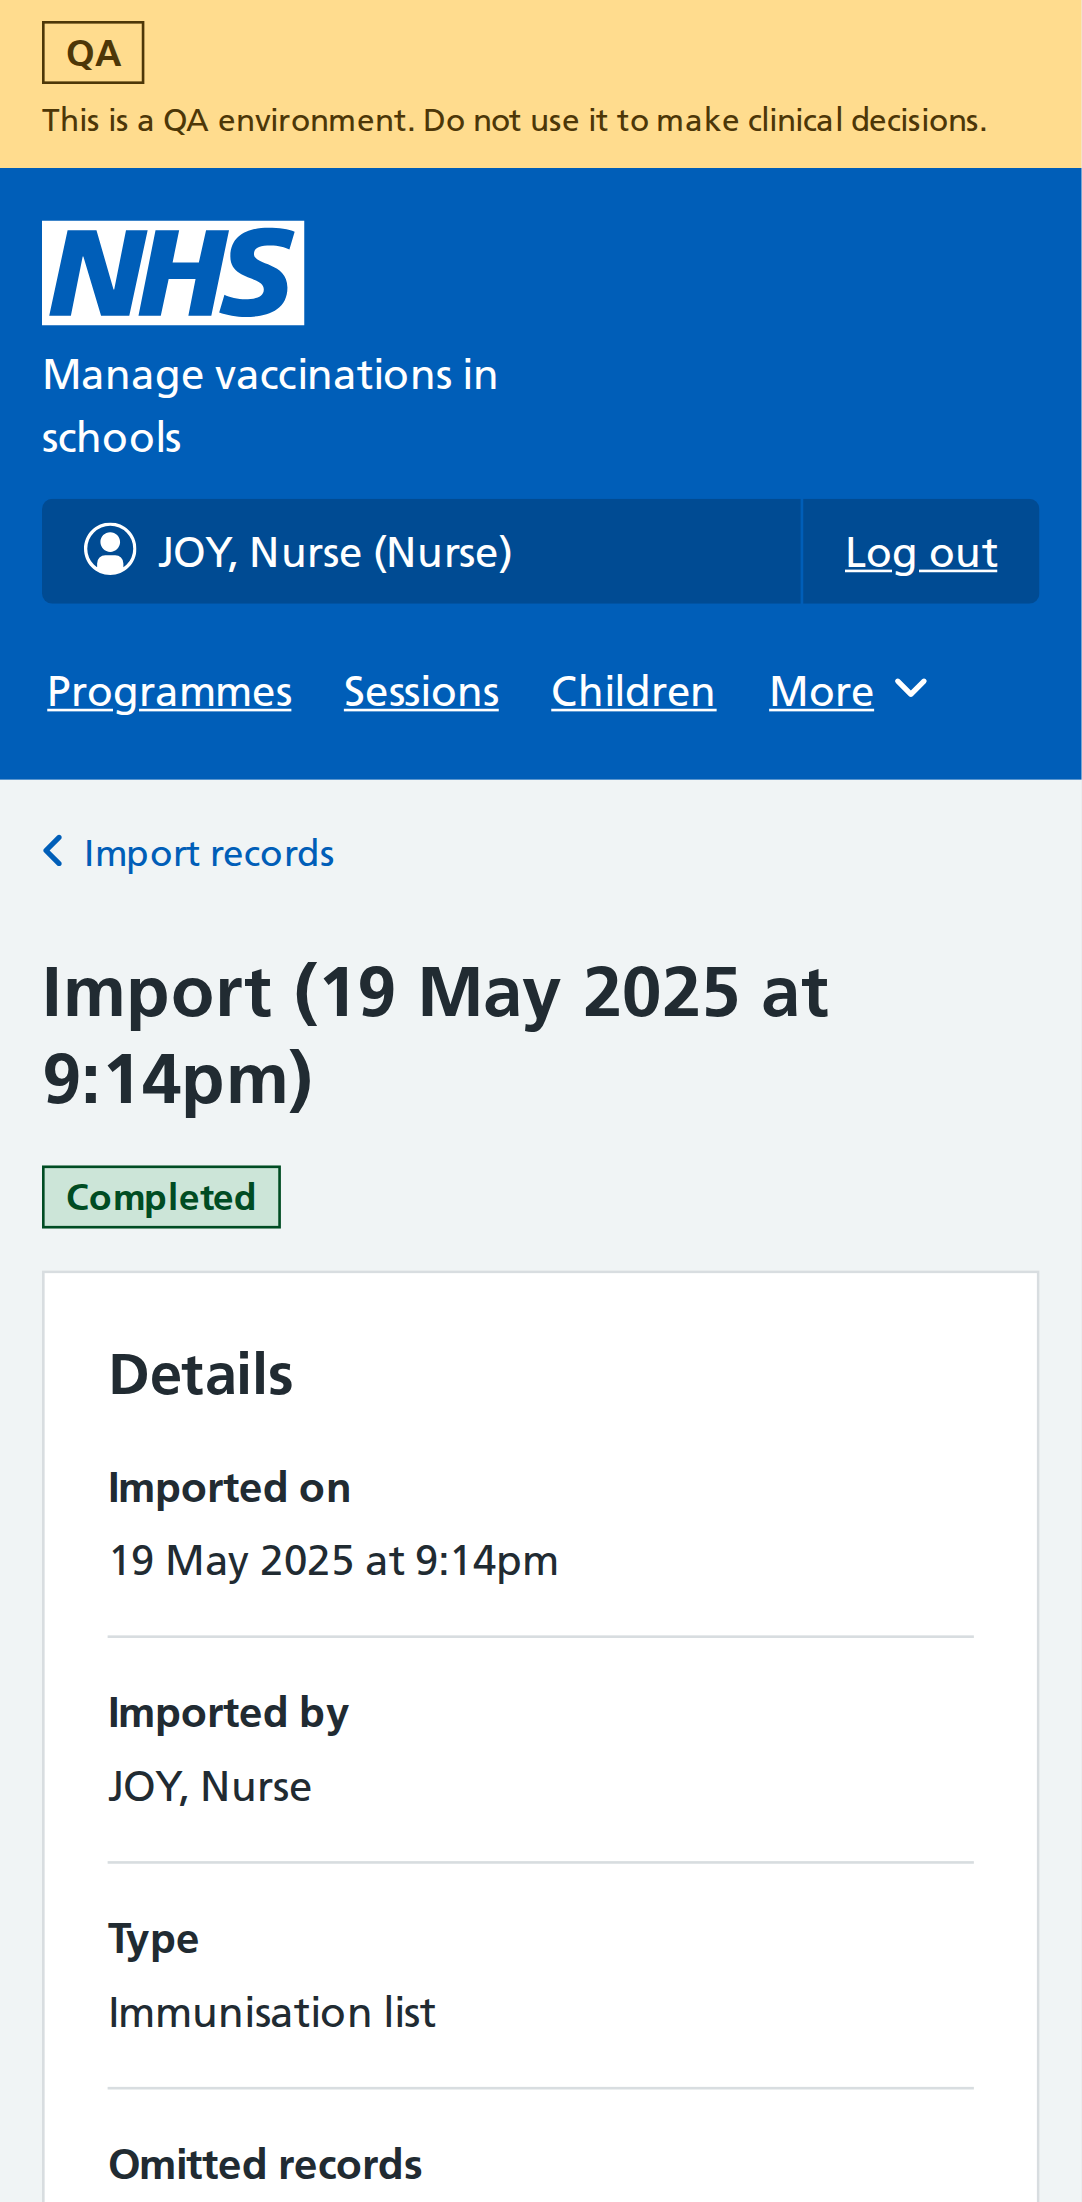 QA
This is a QA environment. Do not use it to make clinical decisions.
NHS
Manage vaccinations in
schools
JOY, Nurse (Nurse)
Log out
Programmes Sessions Children More
Import records
Import (19 May 2025 at
9:14pm)
Completed
Details
Imported on
19 May 2025 at 9:14pm
Imported by
JOY, Nurse
Type
Immunisation list
Omitted records